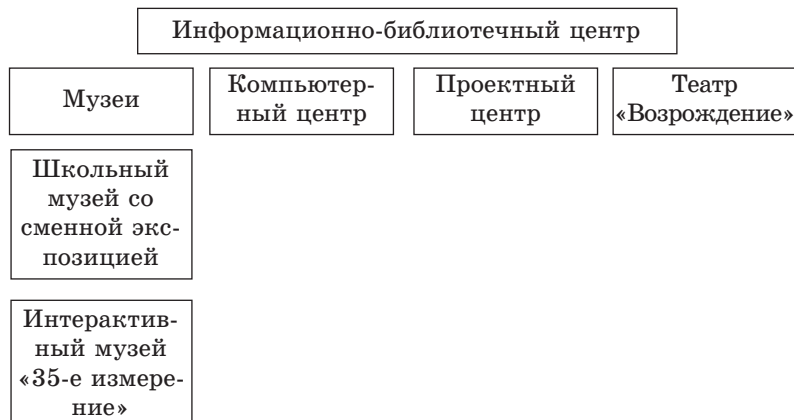 Информационно-библиотечный центр
Музеи
Компьютер-
ный центр
Проектный
центр
Театр
«Возрождение»
Школьный
музей со
сменной экс-
позицией
Интерактив-
ный музей
«35-е измере-
ние»